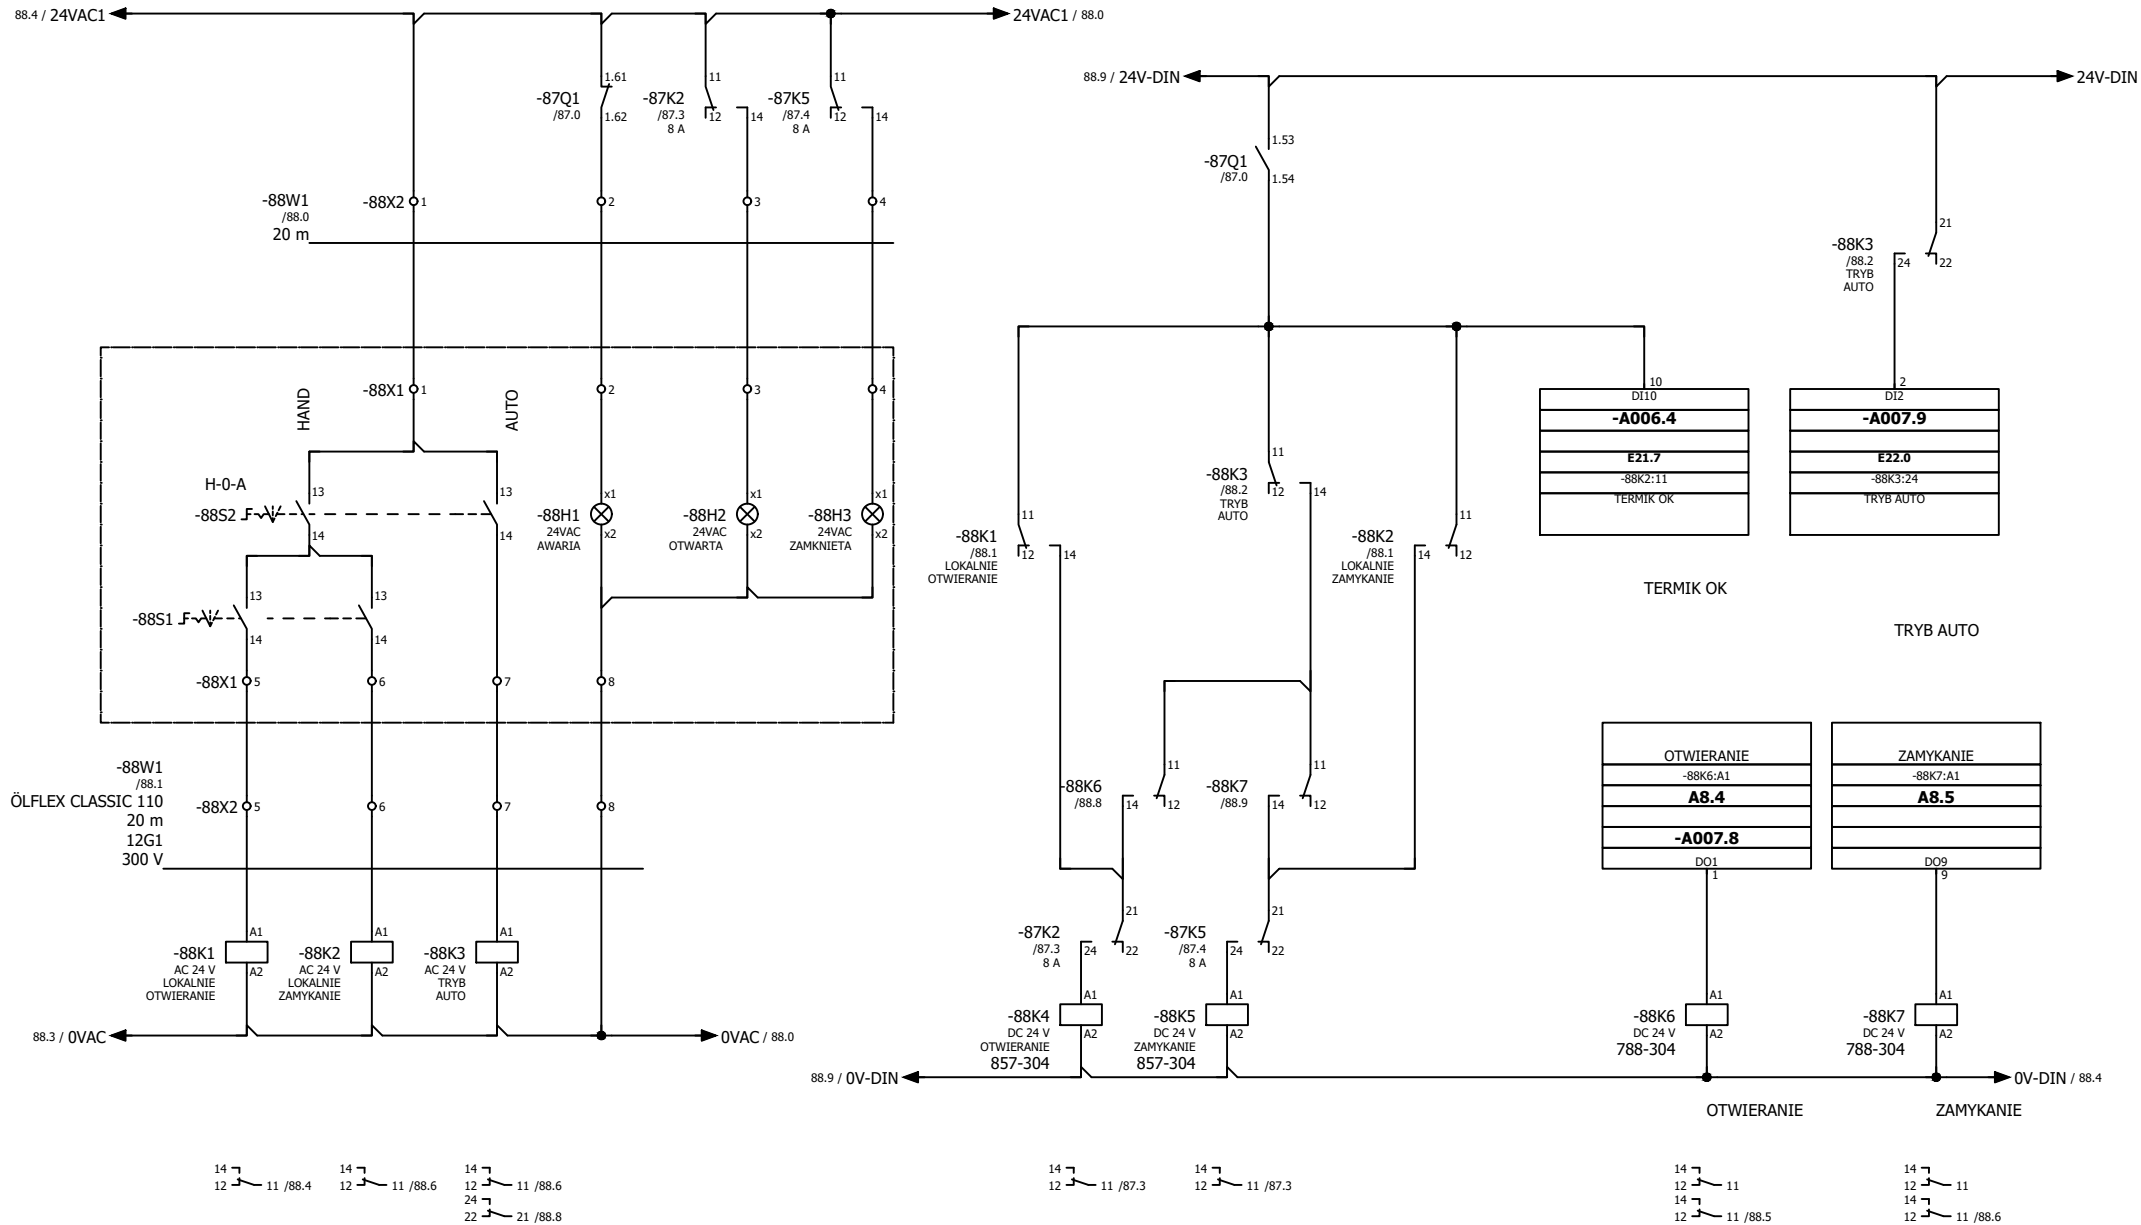 88.4 / 24VAC1
24VAC1 / 88.0
88.9 / 24V-DIN
24V-DIN
-87Q1
/87.0
1.61
1.62
-87K2
/87.3
8 A
11
12
14
-87K5
/87.4
8 A
11
12
14
-87Q1
/87.0
1.53
1.54
-88W1
/88.0
20 m
-88X2
1
2
3
4
-88K3
/88.2
TRYB
AUTO
21
24
22
-88X1
1
2
3
4
HAND
AUTO
H-0-A
-88S2
13
14
13
14
-88H1
24VAC
AWARIA
x1
x2
-88H2
24VAC
OTWARTA
x1
x2
-88H3
24VAC
ZAMKNIETA
x1
x2
-88S1
13
14
13
14
-88X1
5
6
7
8
-88K1
/88.1
LOKALNIE
OTWIERANIE
11
12
14
-88K3
/88.2
TRYB
AUTO
11
12
14
-88K2
/88.1
LOKALNIE
ZAMYKANIE
11
14
12
10
DI10
-A006.4
E21.7
-88K2:11
TERMIK OK
2
DI2
-A007.9
E22.0
-88K3:24
TRYB AUTO
TERMIK OK
TRYB AUTO
-88W1
/88.1
ÖLFLEX CLASSIC 110
20 m
12G1
300 V
-88X2
5
6
7
8
-88K6
/88.8
11
14
12
-88K7
/88.9
11
14
12
OTWIERANIE
-88K6:A1
A8.4
-A007.8
DO1
1
ZAMYKANIE
-88K7:A1
A8.5
DO9
9
-88K1
AC 24 V
LOKALNIE
OTWIERANIE
A1
A2
-88K2
AC 24 V
LOKALNIE
ZAMYKANIE
A1
A2
-88K3
AC 24 V
TRYB
AUTO
A1
A2
-87K2
/87.3
8 A
21
24
22
-87K5
/87.4
8 A
21
24
22
-88K4
DC 24 V
OTWIERANIE
857-304
A1
A2
-88K5
DC 24 V
ZAMYKANIE
857-304
A1
A2
-88K6
DC 24 V
788-304
A1
A2
-88K7
DC 24 V
788-304
A1
A2
88.3 / 0VAC
0VAC / 88.0
88.9 / 0V-DIN
0V-DIN / 88.4
OTWIERANIE
ZAMYKANIE
14
12 11 /88.4
14
12 11 /88.6
14
12 11 /88.6
24
22 21 /88.8
14
12 11 /87.3
14
12 11 /87.3
14
12 11
14
12 11 /88.5
14
12 11
14
12 11 /88.6